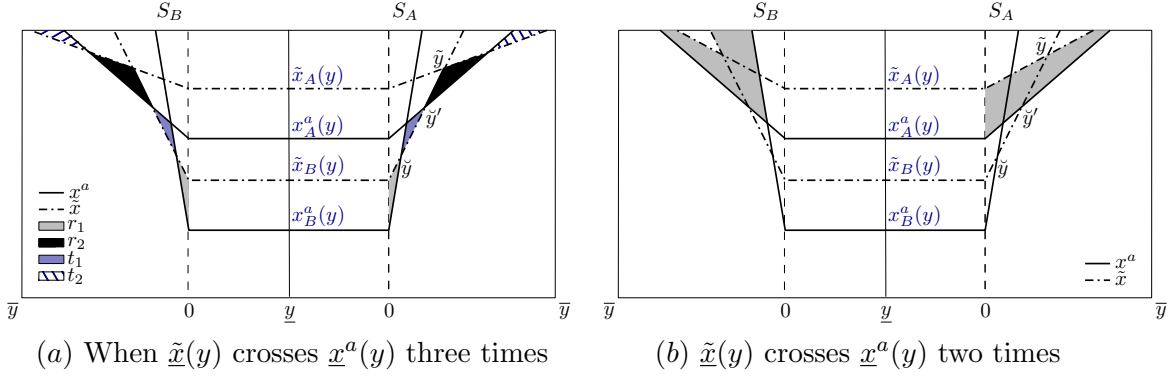 S_B S_A S_B S_A
ỹ ỹ
x̃_A(y) x̃_A(y)
x^a_A(y) y̆′ x^a_A(y) y̆′
x̃_B(y) y̆ x̃_B(y) y̆
x^a
x̃
r_1 x^a_B(y) x^a_B(y)
r_2
t_1 x^a
t_2 x̃
y̅ 0 y̲ 0 y̅ y̅ 0 y̲ 0 y̅
(a) When x̲̃(y) crosses x̲^a(y) three times
(b) x̲̃(y) crosses x̲^a(y) two times